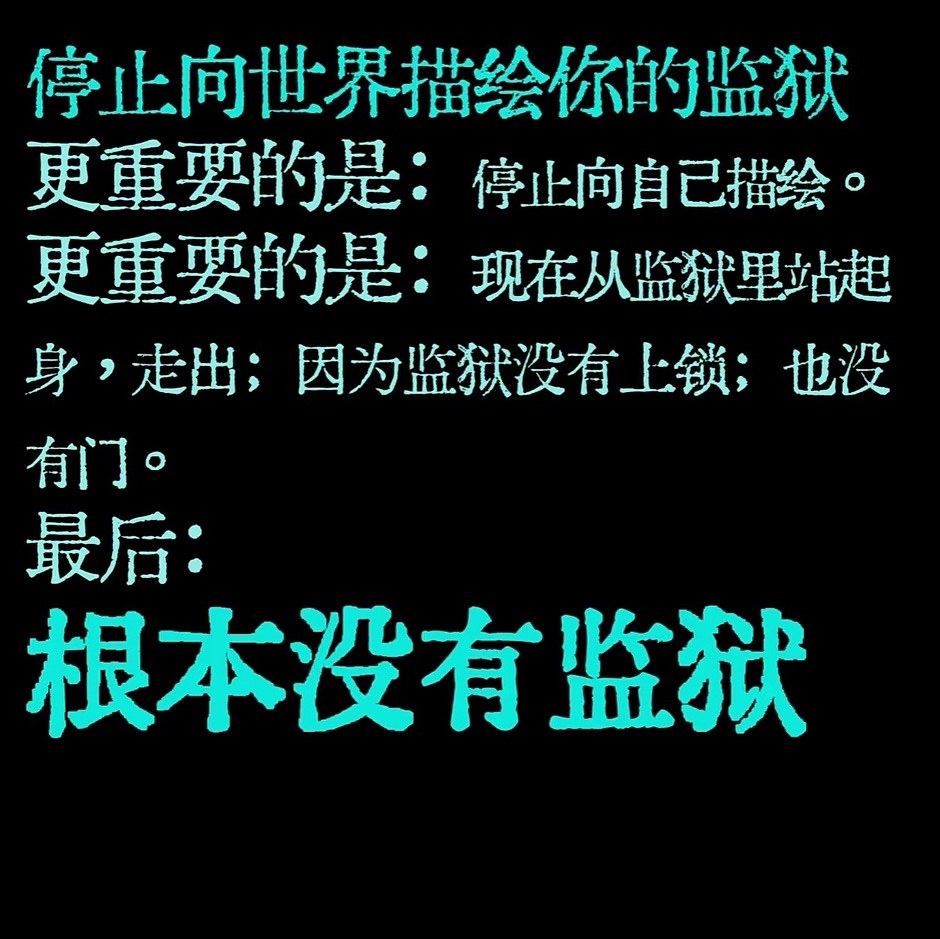 停止向世界描绘你的监狱
更重要的是：停止向自己描绘。
更重要的是：现在从监狱里站起
身，走出；因为监狱没有上锁；也没
有门。
最后：
根本没有监狱